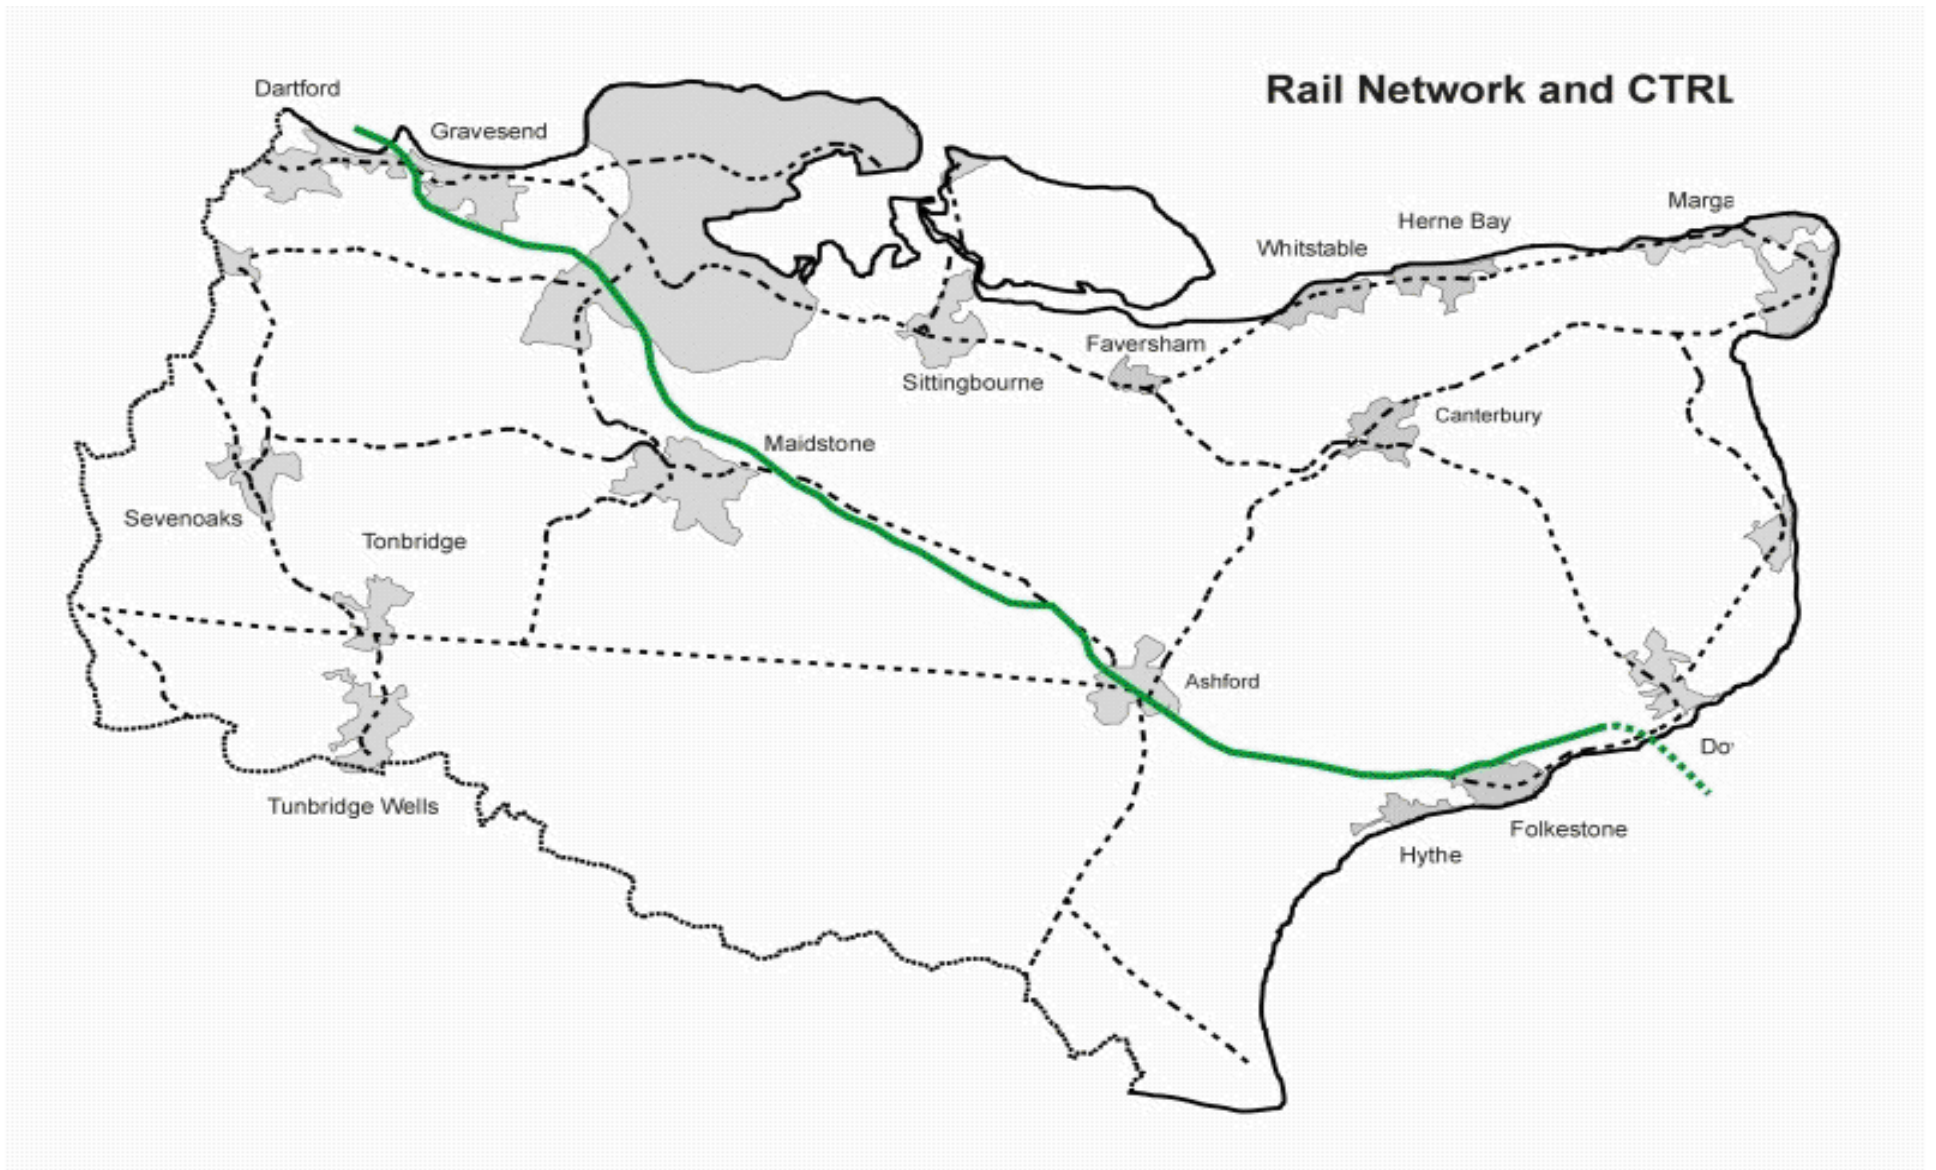 Dartford
Rail Network and CTRL
Gravesend
Marga
Herne Bay
Whitstable
Faversham
Sittingbourne
Canterbury
Maidstone
Sevenoaks
Tonbridge
Ashford
Do
Tunbridge Wells
Folkestone
Hythe